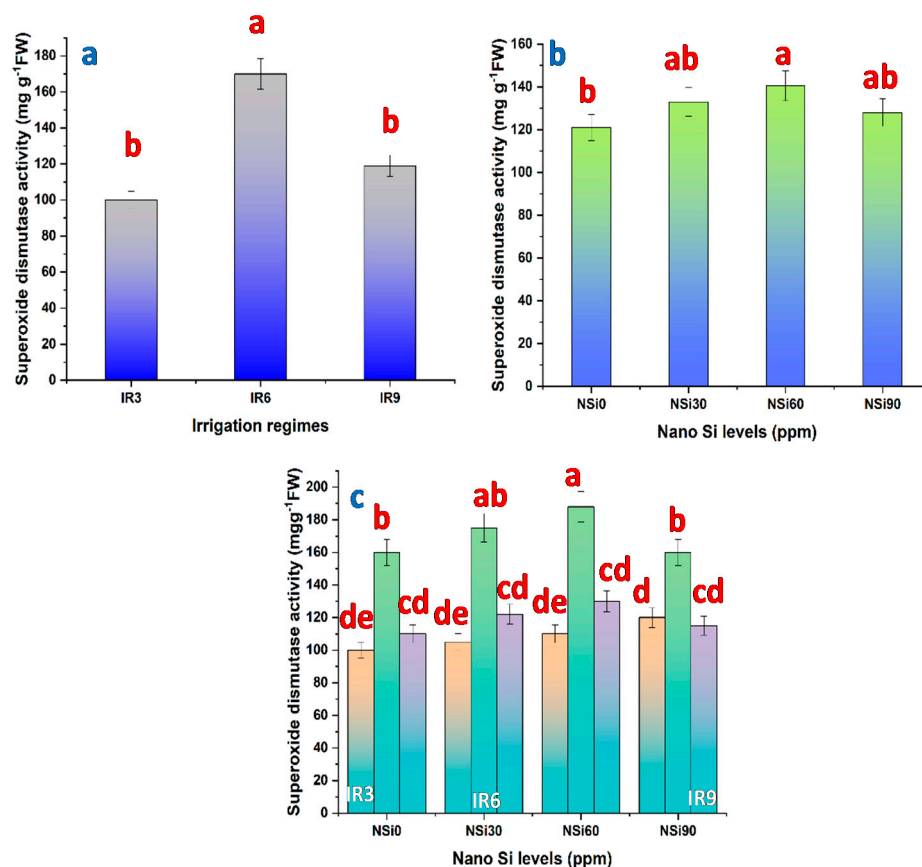 a
a
b
b
Superoxide dismutase activity (mg g⁻¹FW)
180
160
140
120
100
80
60
40
20
0
IR3 IR6 IR9
Irrigation regimes
b
b
ab
a
ab
Superoxide dismutase activity (mg g⁻¹FW)
160
140
120
100
80
60
40
20
0
NSi0 NSi30 NSi60 NSi90
Nano Si levels (ppm)
c
b
ab
a
b
de
cd
de
cd
de
cd
d
cd
Superoxide dismutase activity (mgg⁻¹FW)
200
180
160
140
120
100
80
60
40
20
0
IR3 IR6 IR9
NSi0 NSi30 NSi60 NSi90
Nano Si levels (ppm)